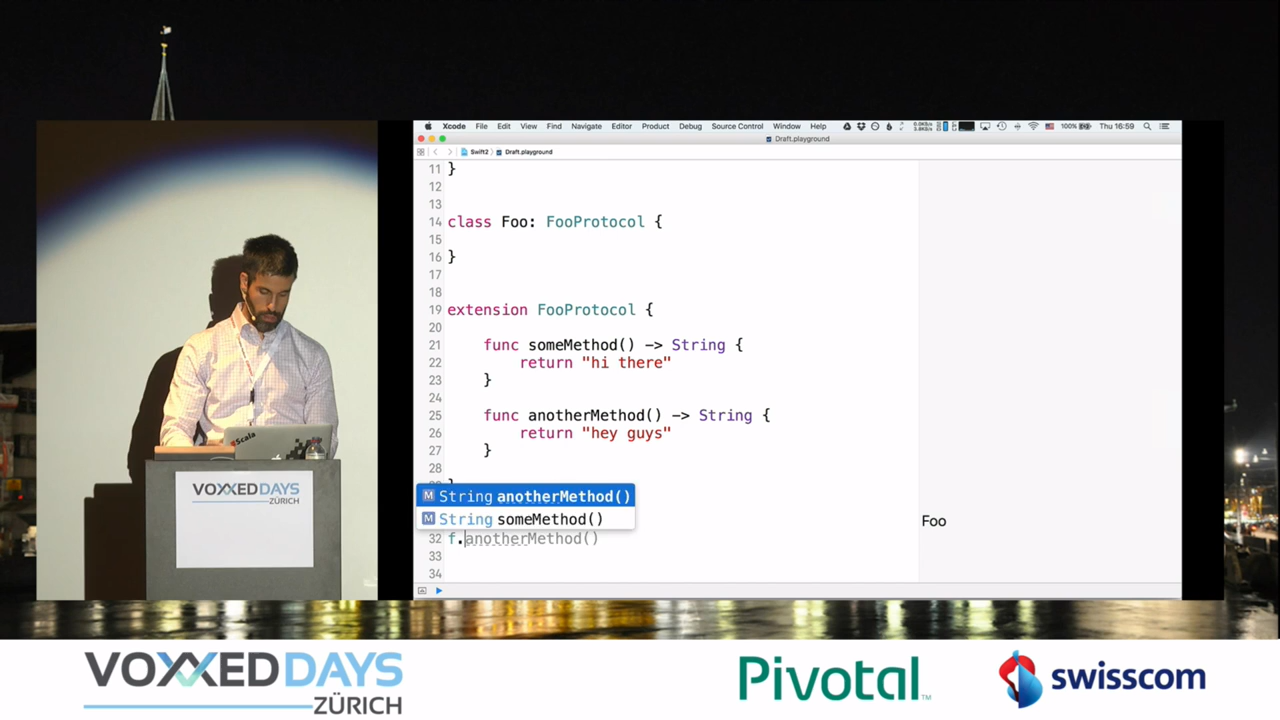 Xcode File Edit View Find Navigate Editor Product Debug Source Control Window Help 100% Thu 16:59
Draft.playground
Swift2 Draft.playground
11 }
12
13
14 class Foo: FooProtocol {
15
16 }
17
18
19 extension FooProtocol {
20
21 func someMethod() -> String {
22 return "hi there"
23 }
24
25 func anotherMethod() -> String {
26 return "hey guys"
27 }
28
String anotherMethod()
String someMethod()
Foo
32 f.anotherMethod()
33
34
Scala
VOXXED DAYS
ZÜRICH
VOXXED DAYS
ZÜRICH
Pivotal™
swisscom